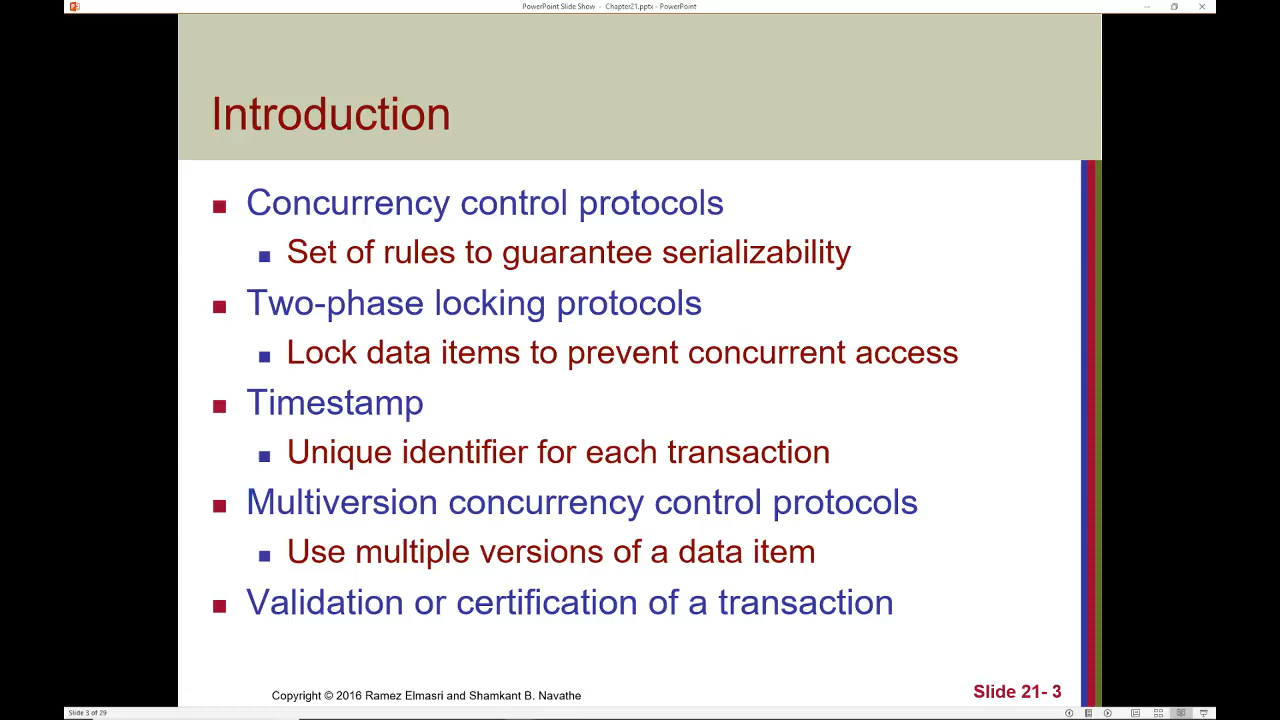 PowerPoint Slide Show - Chapter21.pptx - PowerPoint
Introduction
Concurrency control protocols
Set of rules to guarantee serializability
Two-phase locking protocols
Lock data items to prevent concurrent access
Timestamp
Unique identifier for each transaction
Multiversion concurrency control protocols
Use multiple versions of a data item
Validation or certification of a transaction
Copyright © 2016 Ramez Elmasri and Shamkant B. Navathe
Slide 21- 3
Slide 3 of 29